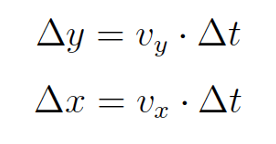 Δy = v_y · Δt
Δx = v_x · Δt